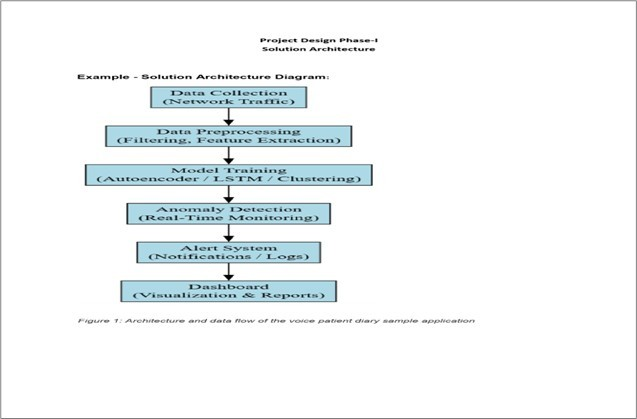 Project Design Phase-I
Solution Architecture
Example - Solution Architecture Diagram:
Data Collection
(Network Traffic)
Data Preprocessing
(Filtering, Feature Extraction)
Model Training
(Autoencoder / LSTM / Clustering)
Anomaly Detection
(Real-Time Monitoring)
Alert System
(Notifications / Logs)
Dashboard
(Visualization & Reports)
Figure 1: Architecture and data flow of the voice patient diary sample application